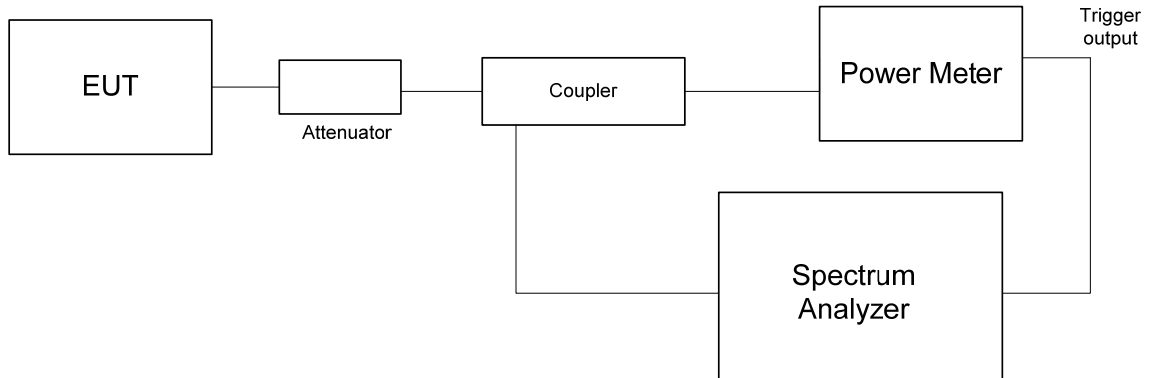 EUT
Attenuator
Coupler
Power Meter
Trigger
output
Spectrum
Analyzer